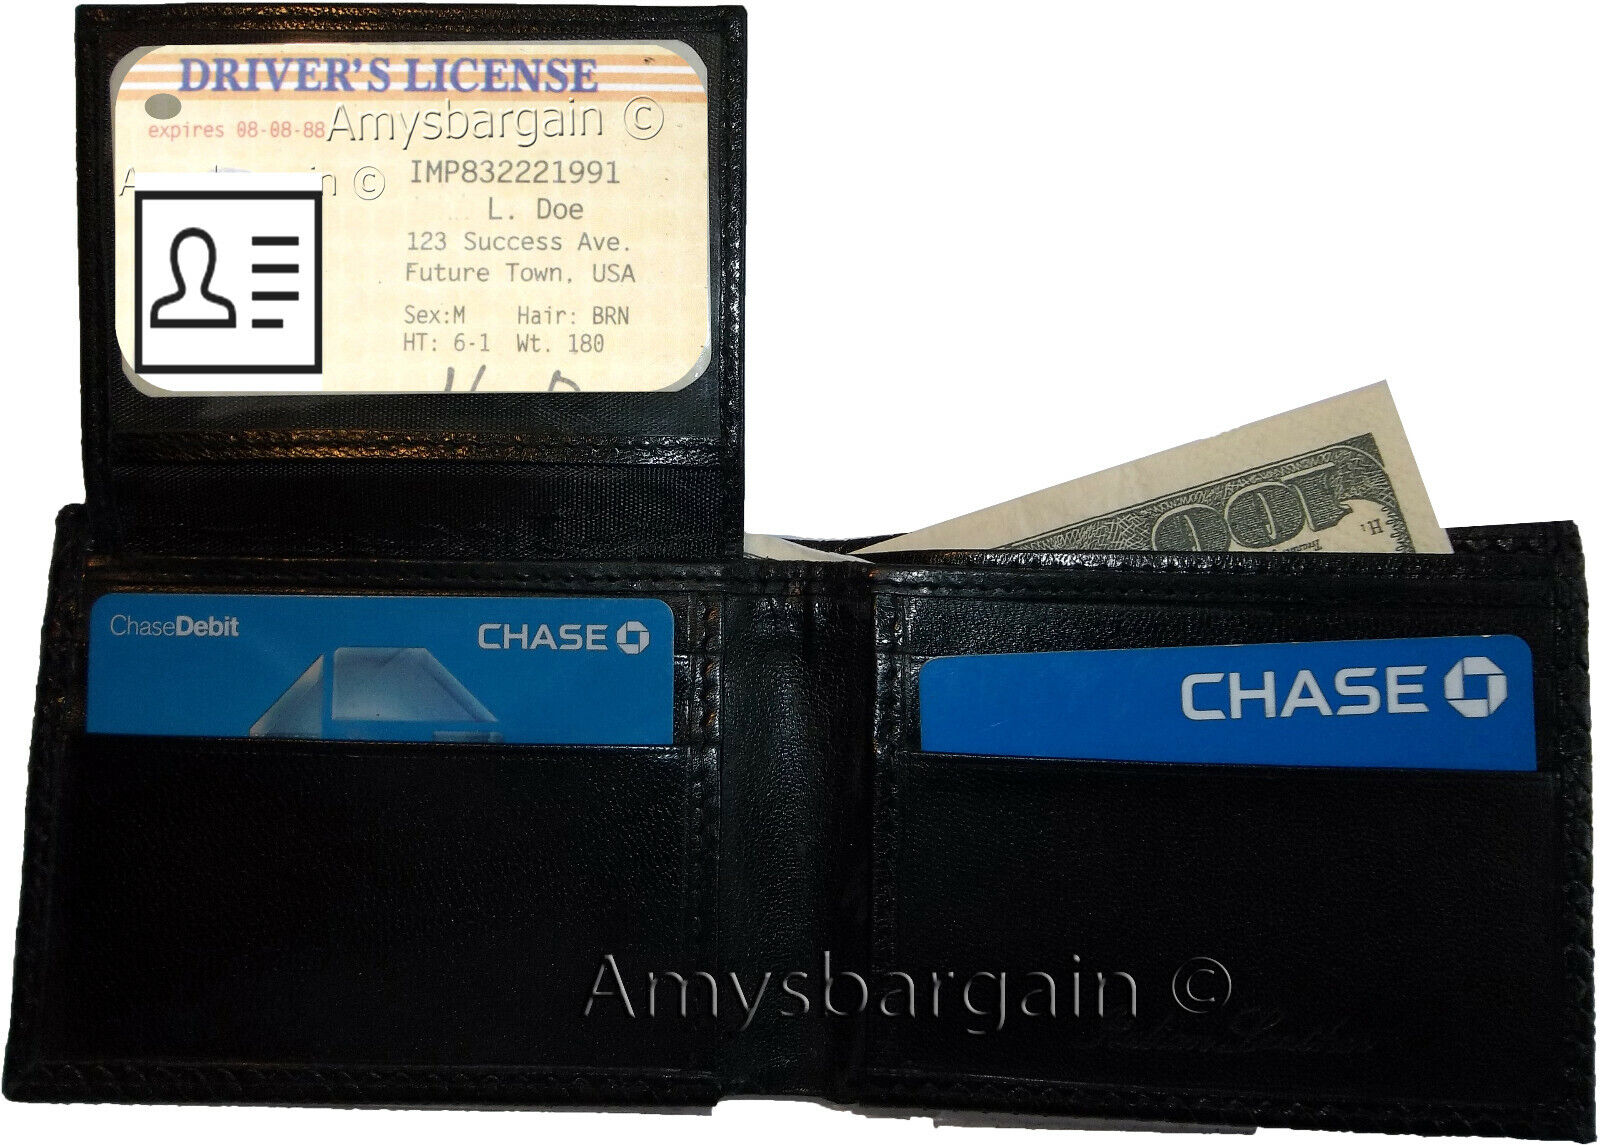 DRIVER'S LICENSE
expires 08-08-88
Amysbargain ©
IMP832221991
L. Doe
123 Success Ave.
Future Town, USA
Sex:M Hair: BRN
HT: 6-1 Wt. 180
100
H1
ChaseDebit
CHASE
CHASE
Amysbargain ©